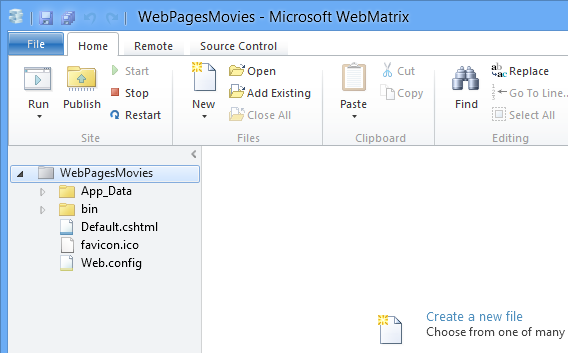 WebPagesMovies - Microsoft WebMatrix
File Home Remote Source Control
Run
Publish
Start
Stop
Restart
Site
New
Open
Add Existing
Close All
Files
Paste
Cut
Copy
Clipboard
Find
Replace
Go To Line..
Select All
Editing
WebPagesMovies
App_Data
bin
Default.cshtml
favicon.ico
Web.config
Create a new file
Choose from one of many